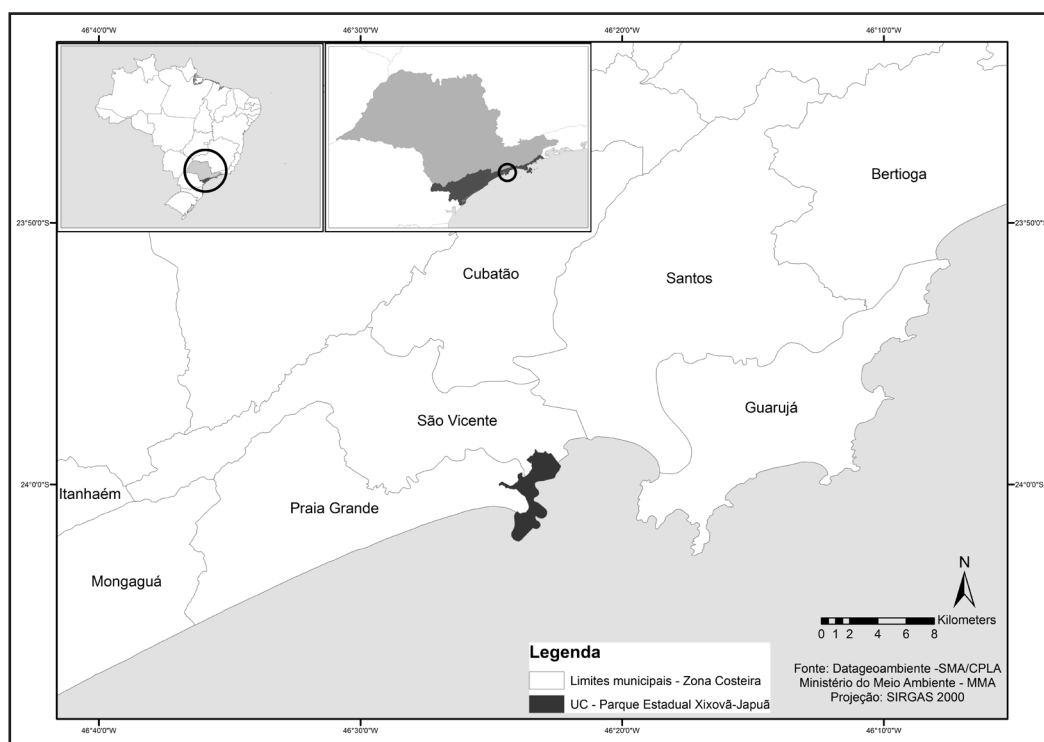 46°40'0"W 46°30'0"W 46°20'0"W 46°10'0"W
Bertioga
23°50'0"S 23°50'0"S
Cubatão
Santos
Guarujá
São Vicente
24°0'0"S 24°0'0"S
Itanhaém
Praia Grande
Mongaguá
N
Kilometers
0 1 2 4 6 8
Legenda
Limites municipais - Zona Costeira
UC - Parque Estadual Xixovã-Japuã
Fonte: Datageoambiente -SMA/CPLA
Ministério do Meio Ambiente - MMA
Projeção: SIRGAS 2000
46°40'0"W 46°30'0"W 46°20'0"W 46°10'0"W